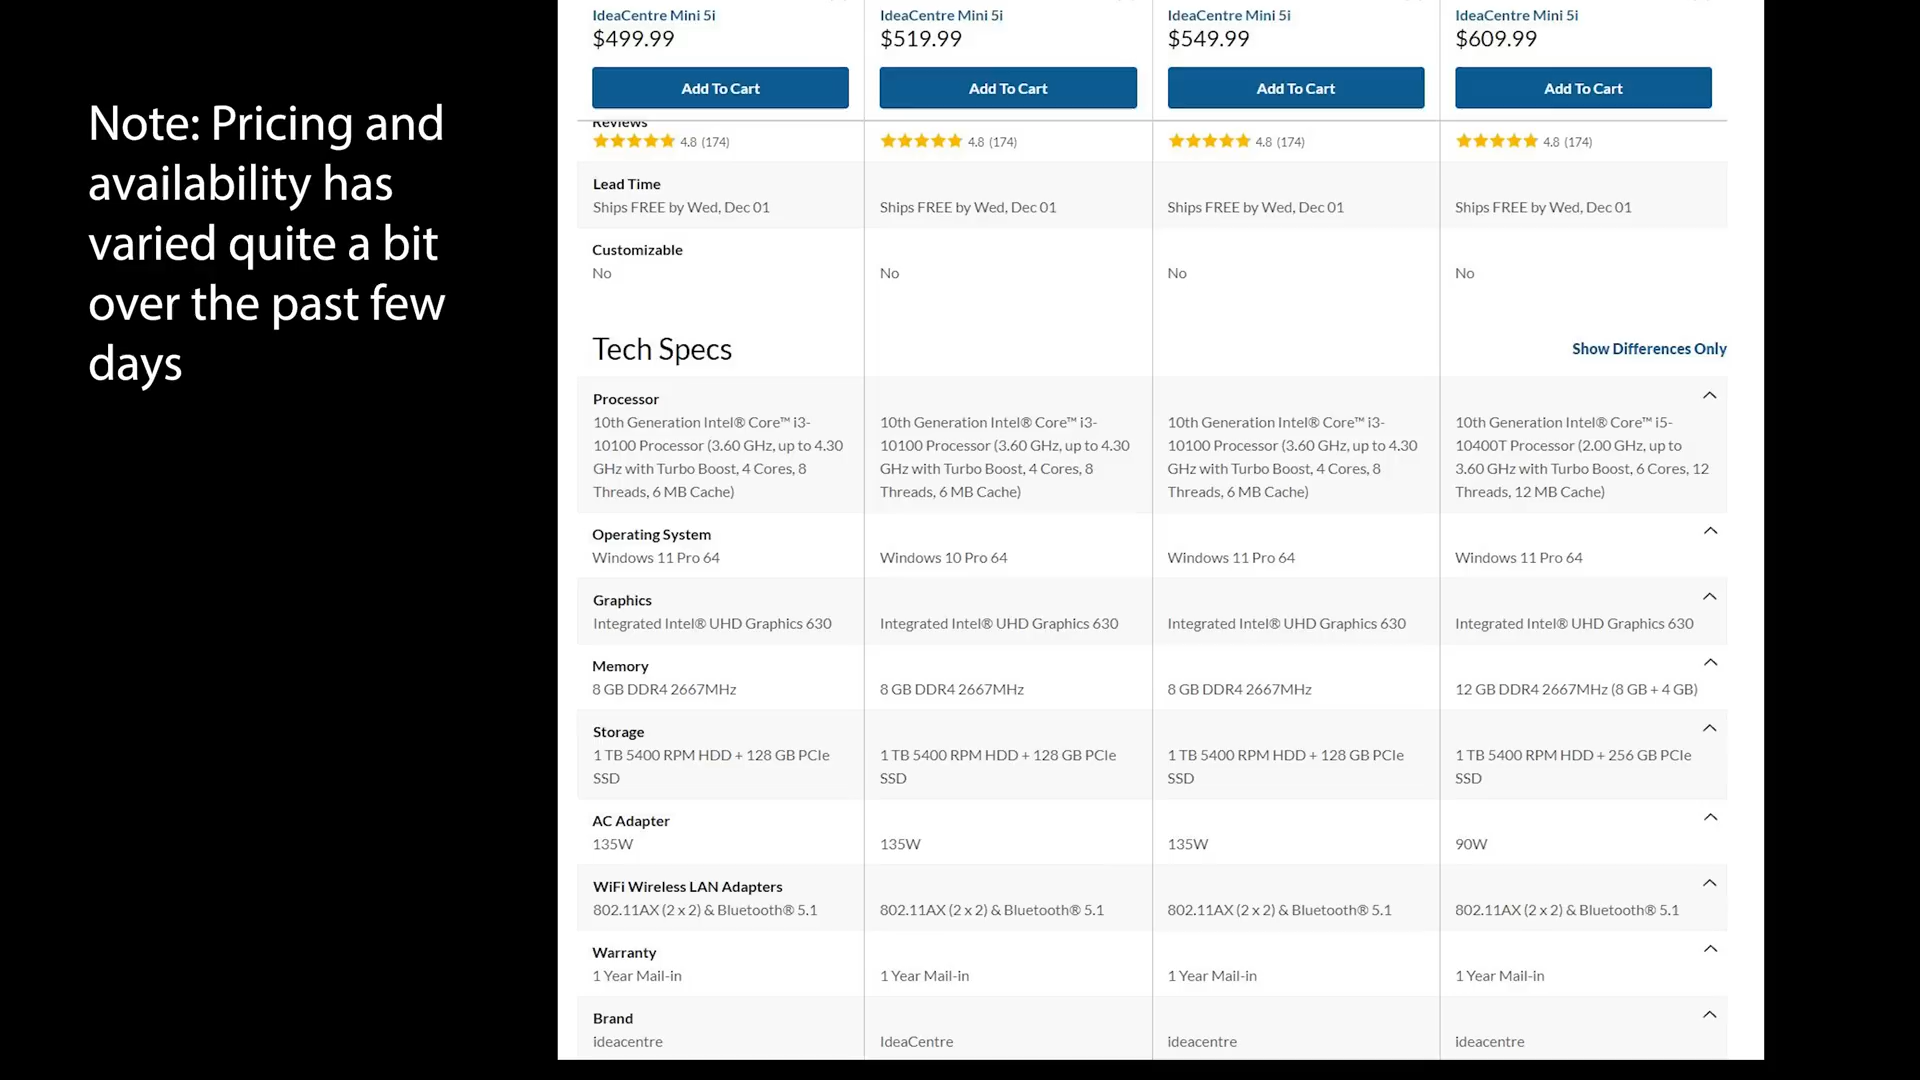 Note: Pricing and
availability has
varied quite a bit
over the past few
days
IdeaCentre Mini 5i IdeaCentre Mini 5i IdeaCentre Mini 5i IdeaCentre Mini 5i
$499.99 $519.99 $549.99 $609.99
Add To Cart Add To Cart Add To Cart Add To Cart
Reviews
4.8 (174) 4.8 (174) 4.8 (174) 4.8 (174)
Lead Time
Ships FREE by Wed, Dec 01 Ships FREE by Wed, Dec 01 Ships FREE by Wed, Dec 01 Ships FREE by Wed, Dec 01
Customizable
No No No No
Tech Specs Show Differences Only
Processor
10th Generation Intel® Core™ i3- 10th Generation Intel® Core™ i3- 10th Generation Intel® Core™ i3- 10th Generation Intel® Core™ i5-
10100 Processor (3.60 GHz, up to 4.30 10100 Processor (3.60 GHz, up to 4.30 10100 Processor (3.60 GHz, up to 4.30 10400T Processor (2.00 GHz, up to
GHz with Turbo Boost, 4 Cores, 8 GHz with Turbo Boost, 4 Cores, 8 GHz with Turbo Boost, 4 Cores, 8 3.60 GHz with Turbo Boost, 6 Cores, 12
Threads, 6 MB Cache) Threads, 6 MB Cache) Threads, 6 MB Cache) Threads, 12 MB Cache)
Operating System
Windows 11 Pro 64 Windows 10 Pro 64 Windows 11 Pro 64 Windows 11 Pro 64
Graphics
Integrated Intel® UHD Graphics 630 Integrated Intel® UHD Graphics 630 Integrated Intel® UHD Graphics 630 Integrated Intel® UHD Graphics 630
Memory
8 GB DDR4 2667MHz 8 GB DDR4 2667MHz 8 GB DDR4 2667MHz 12 GB DDR4 2667MHz (8 GB + 4 GB)
Storage
1 TB 5400 RPM HDD + 128 GB PCIe 1 TB 5400 RPM HDD + 128 GB PCIe 1 TB 5400 RPM HDD + 128 GB PCIe 1 TB 5400 RPM HDD + 256 GB PCIe
SSD SSD SSD SSD
AC Adapter
135W 135W 135W 90W
WiFi Wireless LAN Adapters
802.11AX (2 x 2) & Bluetooth® 5.1 802.11AX (2 x 2) & Bluetooth® 5.1 802.11AX (2 x 2) & Bluetooth® 5.1 802.11AX (2 x 2) & Bluetooth® 5.1
Warranty
1 Year Mail-in 1 Year Mail-in 1 Year Mail-in 1 Year Mail-in
Brand
ideacentre IdeaCentre ideacentre ideacentre